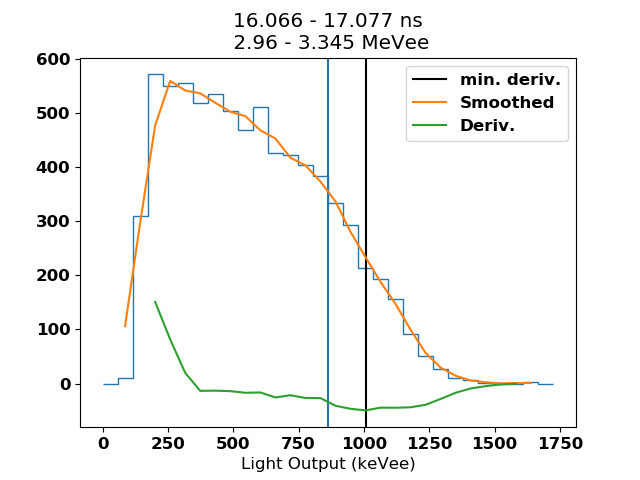 16.066 - 17.077 ns
2.96 - 3.345 MeVee
min. deriv.
Smoothed
Deriv.
600
500
400
300
200
100
0
0 250 500 750 1000 1250 1500 1750
Light Output (keVee)